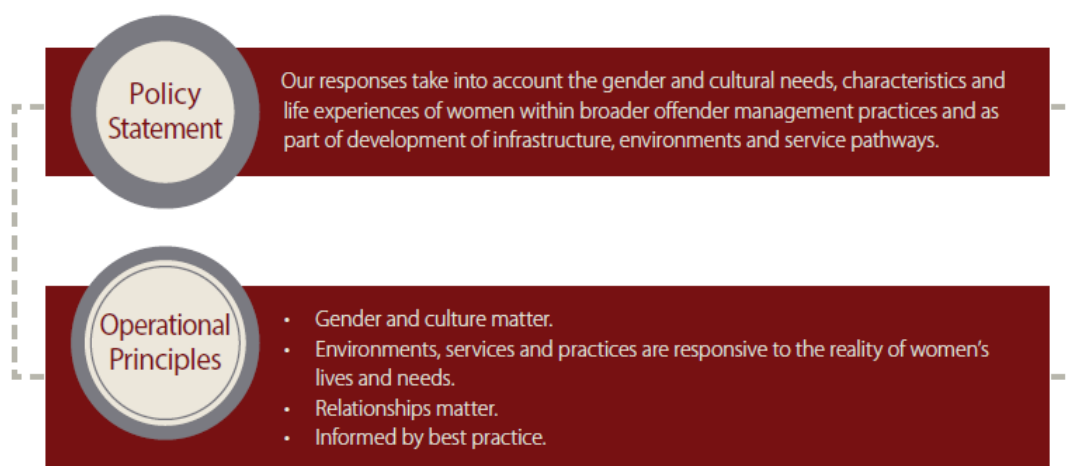 Policy
Statement
Our responses take into account the gender and cultural needs, characteristics and
life experiences of women within broader offender management practices and as
part of development of infrastructure, environments and service pathways.
Operational
Principles
• Gender and culture matter.
• Environments, services and practices are responsive to the reality of women’s
lives and needs.
• Relationships matter.
• Informed by best practice.